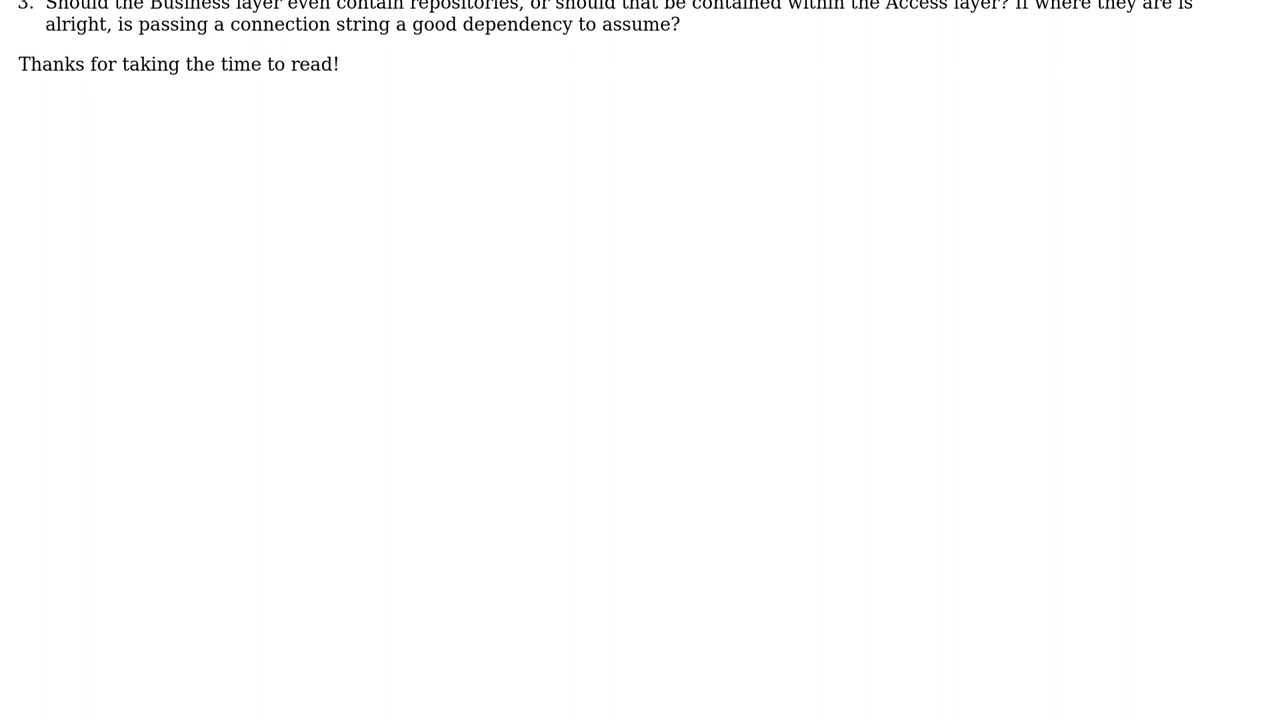 3. Should the Business layer even contain repositories, or should that be contained within the Access layer? If where they are is
alright, is passing a connection string a good dependency to assume?
Thanks for taking the time to read!